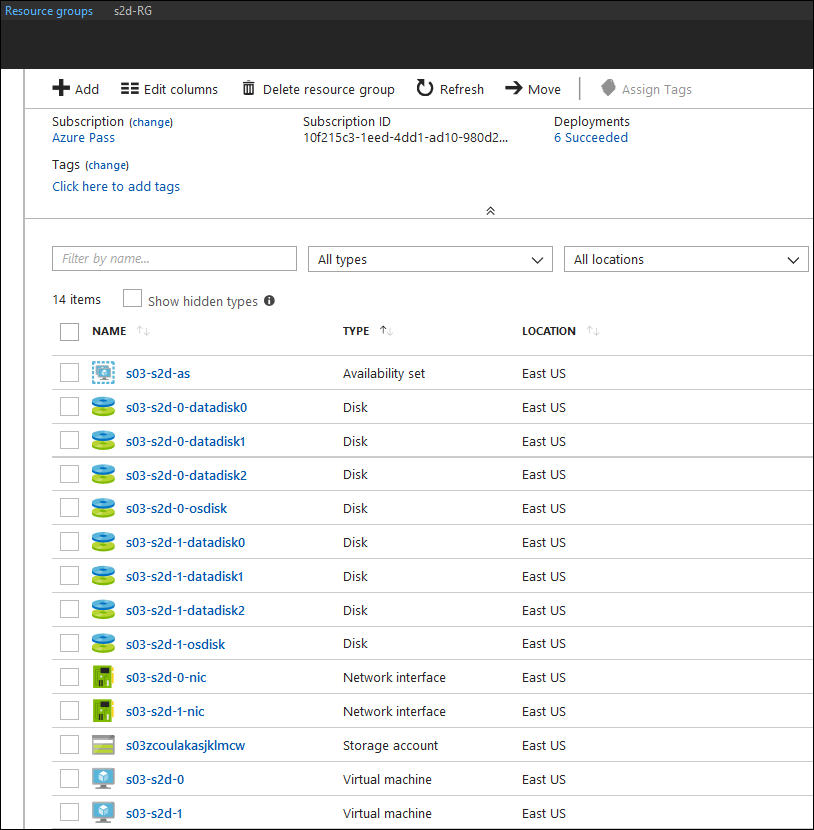 Resource groups s2d-RG
Add Edit columns Delete resource group Refresh Move Assign Tags
Subscription (change) Subscription ID Deployments
Azure Pass 10f215c3-1eed-4dd1-ad10-980d2... 6 Succeeded
Tags (change)
Click here to add tags
Filter by name... All types All locations
14 items Show hidden types
NAME TYPE LOCATION
s03-s2d-as Availability set East US
s03-s2d-0-datadisk0 Disk East US
s03-s2d-0-datadisk1 Disk East US
s03-s2d-0-datadisk2 Disk East US
s03-s2d-0-osdisk Disk East US
s03-s2d-1-datadisk0 Disk East US
s03-s2d-1-datadisk1 Disk East US
s03-s2d-1-datadisk2 Disk East US
s03-s2d-1-osdisk Disk East US
s03-s2d-0-nic Network interface East US
s03-s2d-1-nic Network interface East US
s03zcoulakasjklmcw Storage account East US
s03-s2d-0 Virtual machine East US
s03-s2d-1 Virtual machine East US